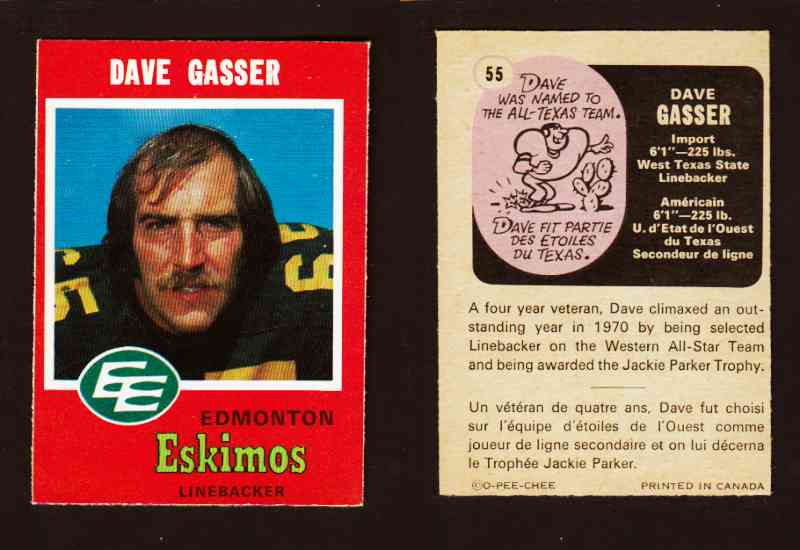 DAVE GASSER
EE
EDMONTON
Eskimos
LINEBACKER
55
DAVE
WAS NAMED TO
THE ALL-TEXAS TEAM.
DAVE FIT PARTIE
DES ÉTOILES
DU TEXAS.
DAVE
GASSER
Import
6'1"—225 lbs.
West Texas State
Linebacker
Américain
6'1"—225 lb.
U. d'Etat de l'Ouest
du Texas
Secondeur de ligne
A four year veteran, Dave climaxed an out-
standing year in 1970 by being selected
Linebacker on the Western All-Star Team
and being awarded the Jackie Parker Trophy.
Un vétéran de quatre ans, Dave fut choisi
sur l'équipe d'étoiles de l'Ouest comme
joueur de ligne secondaire et on lui décerna
le Trophée Jackie Parker.
©O-PEE-CHEE PRINTED IN CANADA